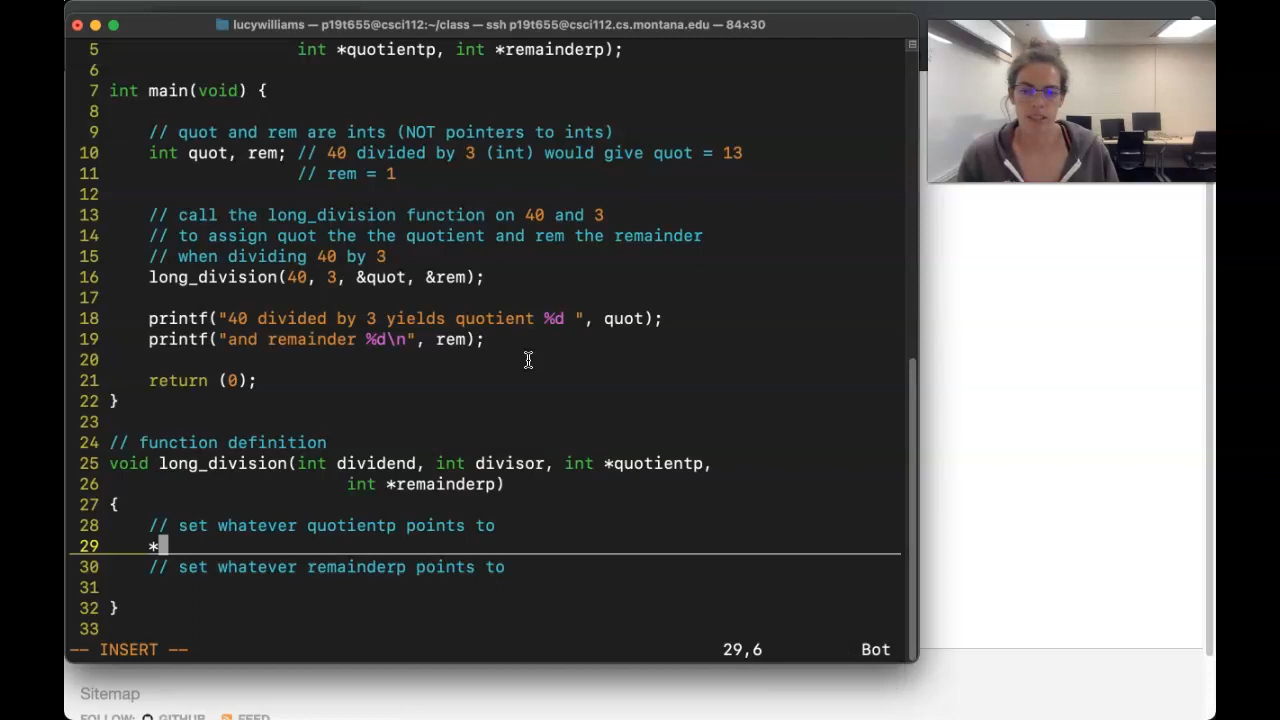 lucywilliams — p19t655@csci112:~/class — ssh p19t655@csci112.cs.montana.edu — 84×30
5 int *quotientp, int *remainderp);
6
7 int main(void) {
8
9 // quot and rem are ints (NOT pointers to ints)
10 int quot, rem; // 40 divided by 3 (int) would give quot = 13
11 // rem = 1
12
13 // call the long_division function on 40 and 3
14 // to assign quot the the quotient and rem the remainder
15 // when dividing 40 by 3
16 long_division(40, 3, &quot, &rem);
17
18 printf("40 divided by 3 yields quotient %d ", quot);
19 printf("and remainder %d\n", rem);
20
21 return (0);
22 }
23
24 // function definition
25 void long_division(int dividend, int divisor, int *quotientp,
26 int *remainderp)
27 {
28 // set whatever quotientp points to
29 *
30 // set whatever remainderp points to
31
32 }
33
-- INSERT -- 29,6 Bot
Sitemap
FOLLOW: GITHUB FEED